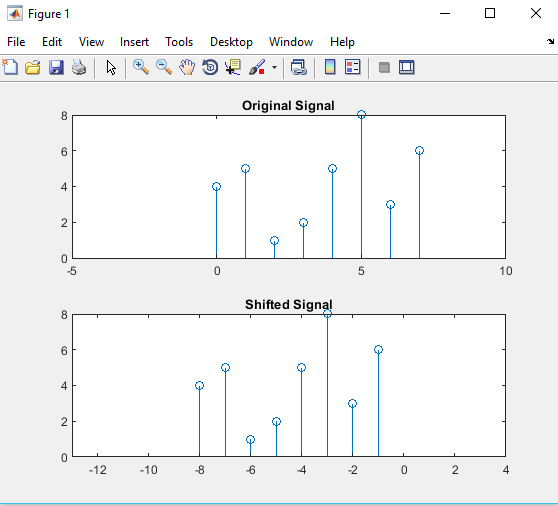 Figure 1
File Edit View Insert Tools Desktop Window Help
Original Signal
8
6
4
2
0
-5 0 5 10
Shifted Signal
8
6
4
2
0
-12 -10 -8 -6 -4 -2 0 2 4